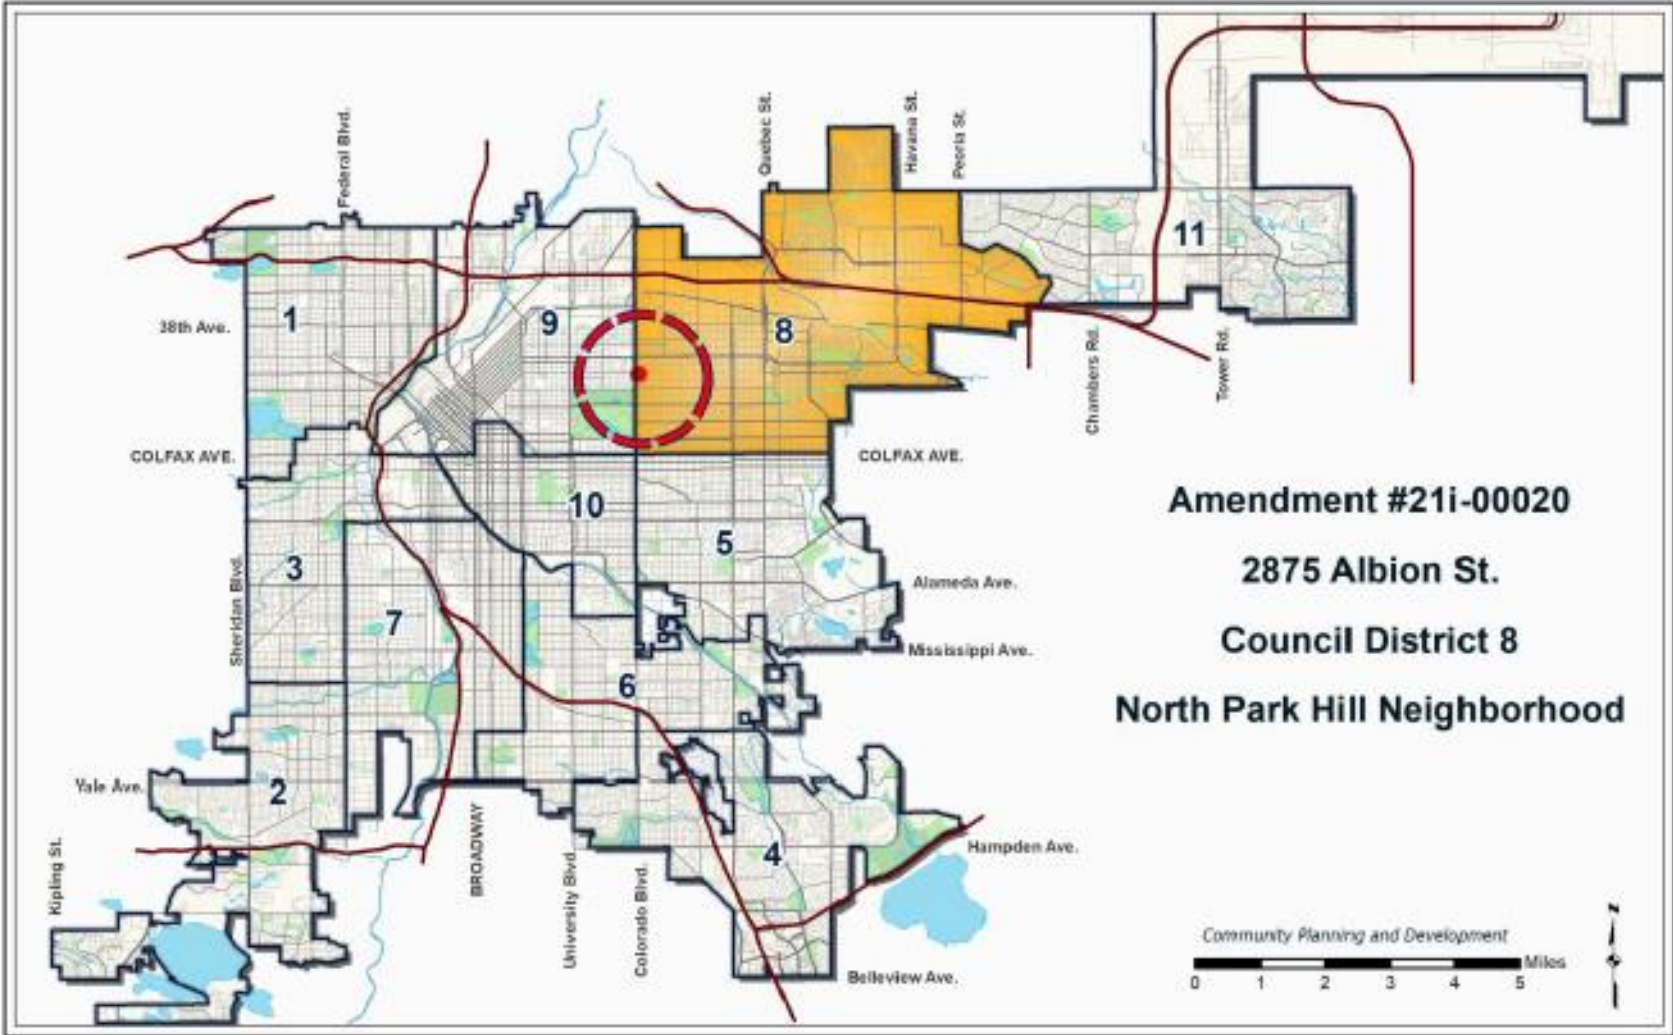 Federal Blvd.
Quebec St.
Havana St.
Peoria St.
11
38th Ave.
1
9
8
Chambers Rd.
Tower Rd.
COLFAX AVE.
COLFAX AVE.
10
5
3
7
Sheridan Blvd.
Alameda Ave.
Mississippi Ave.
6
Amendment #21i-00020
2875 Albion St.
Council District 8
North Park Hill Neighborhood
Yale Ave.
2
4
Kipling St.
BROADWAY
University Blvd.
Colorado Blvd.
Hampden Ave.
Belleview Ave.
Community Planning and Development
Miles
0 1 2 3 4 5
z